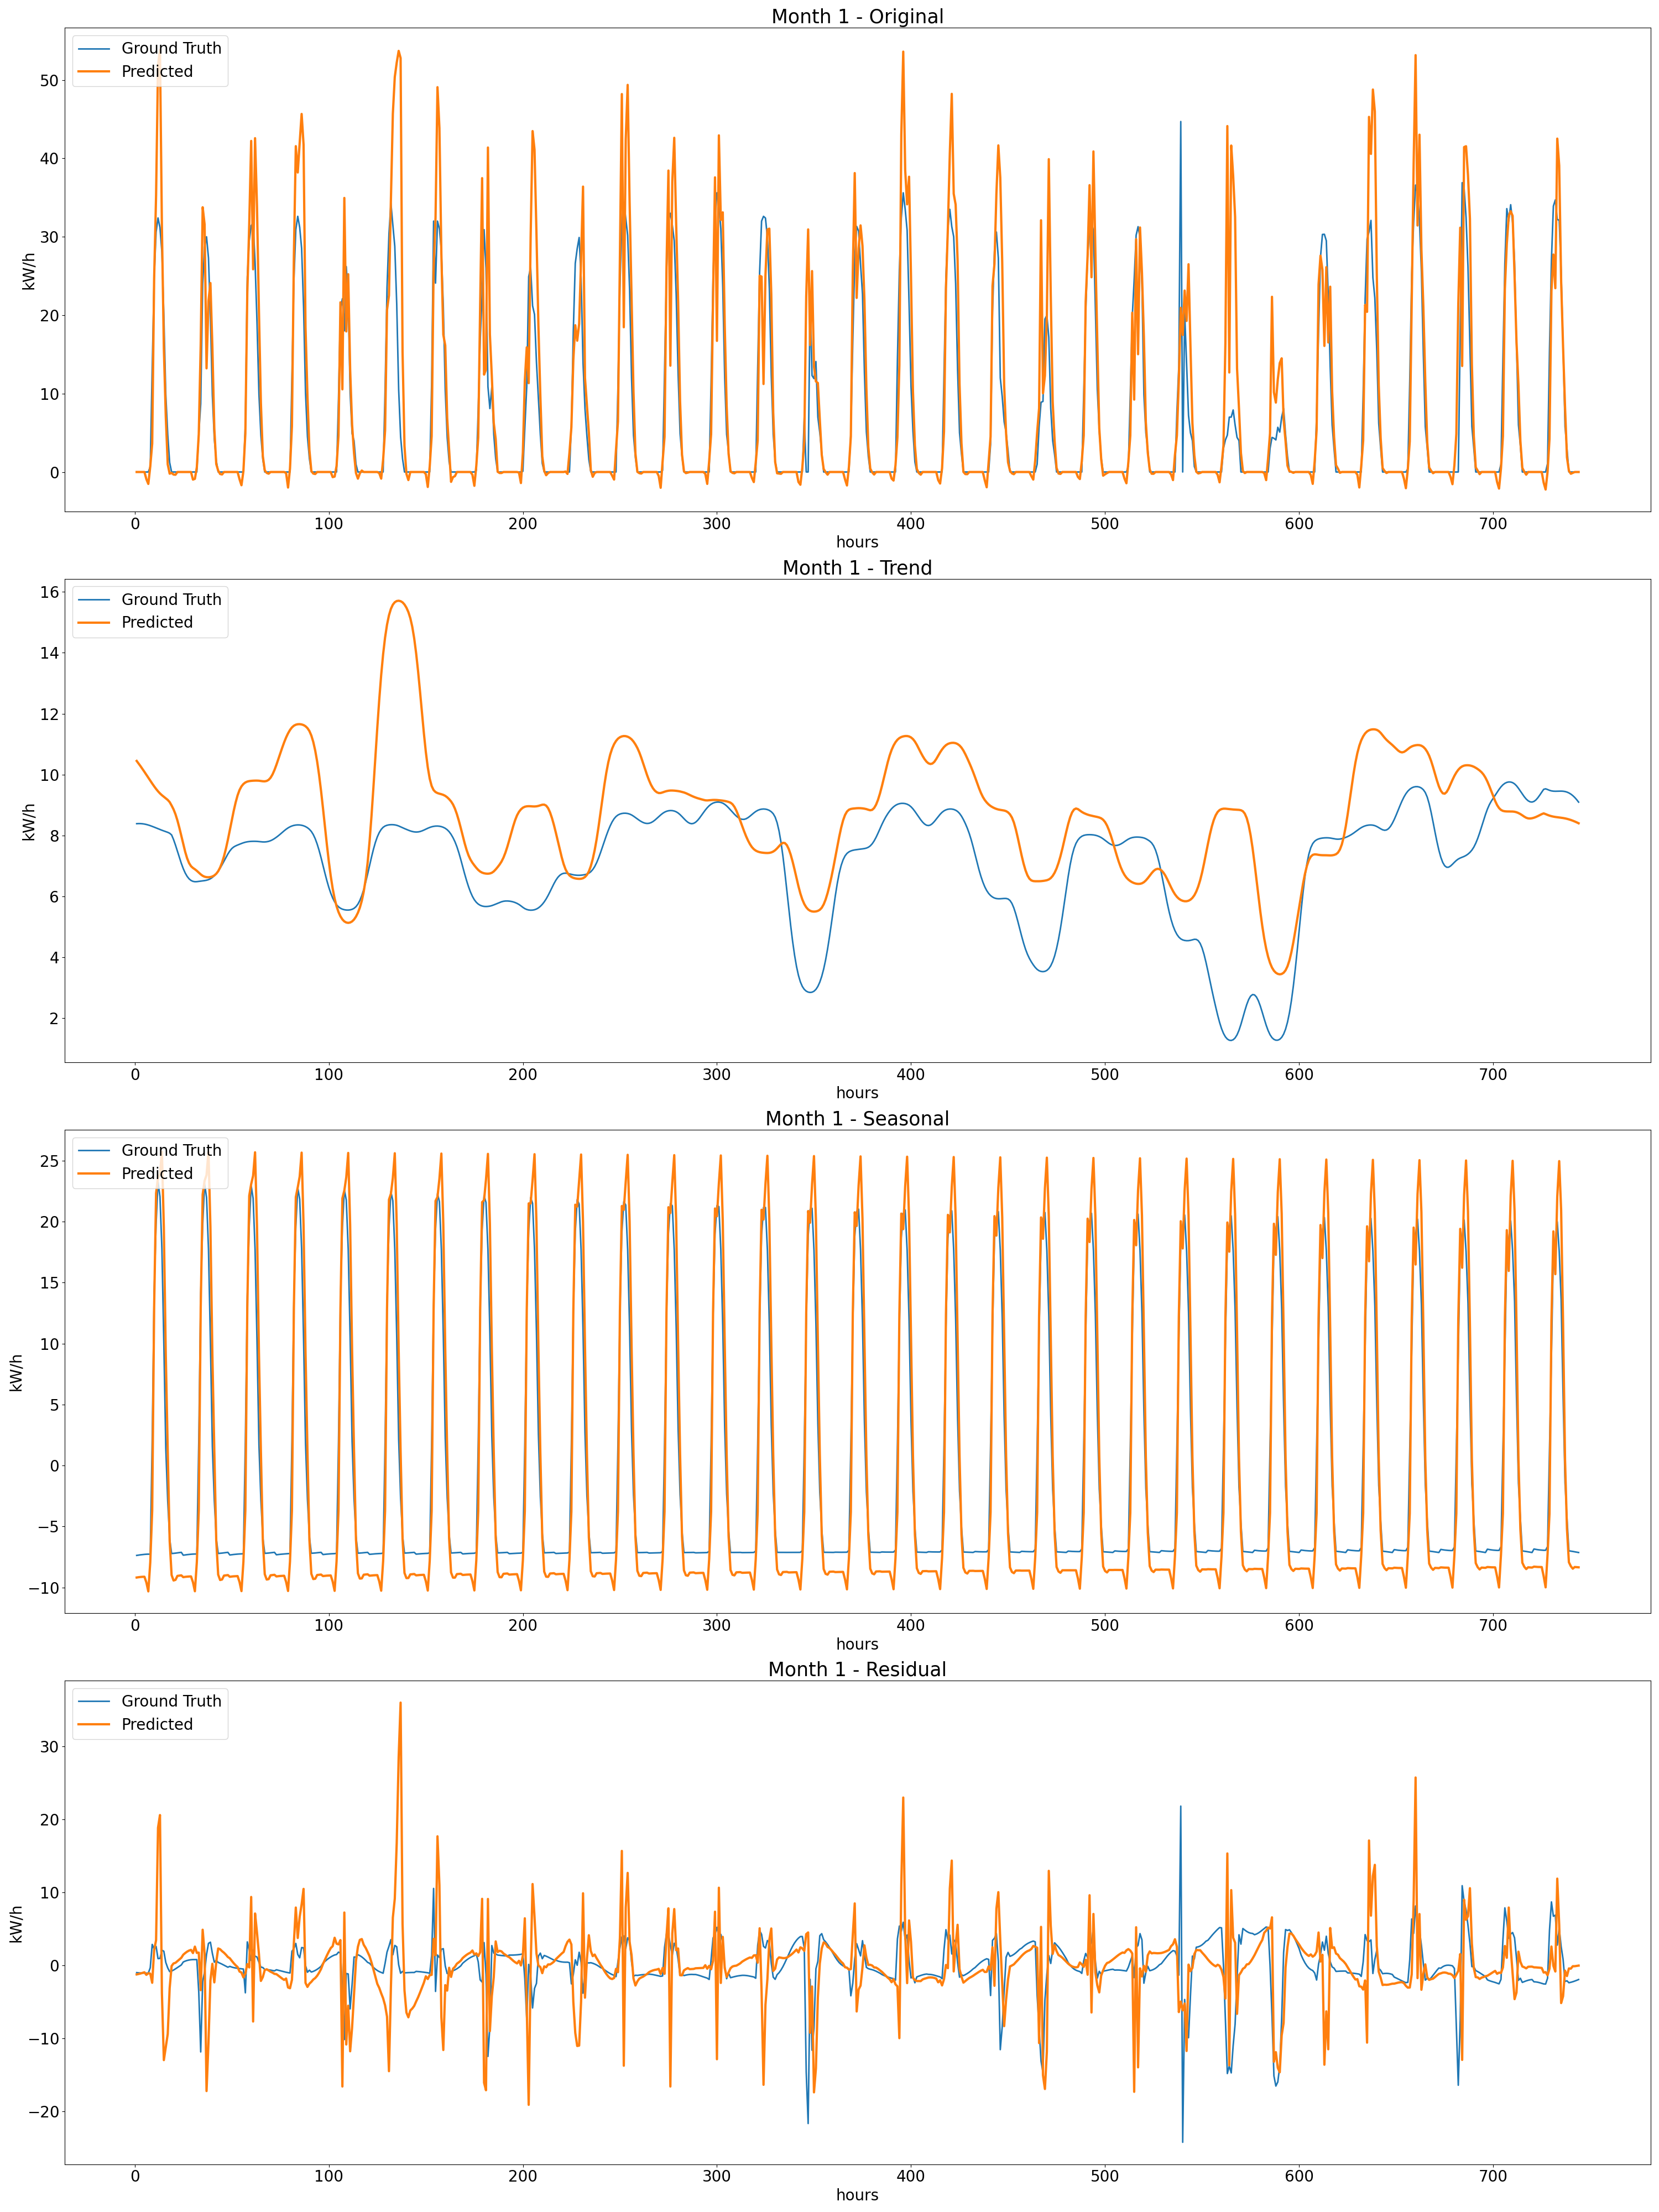 Month 1 - Original
Ground Truth
Predicted
50
40
30
20
10
0
kW/h
0 100 200 300 400 500 600 700
hours
Month 1 - Trend
Ground Truth
Predicted
16
14
12
10
8
6
4
2
kW/h
0 100 200 300 400 500 600 700
hours
Month 1 - Seasonal
Ground Truth
Predicted
25
20
15
10
5
0
−5
−10
kW/h
0 100 200 300 400 500 600 700
hours
Month 1 - Residual
Ground Truth
Predicted
30
20
10
0
−10
−20
kW/h
0 100 200 300 400 500 600 700
hours